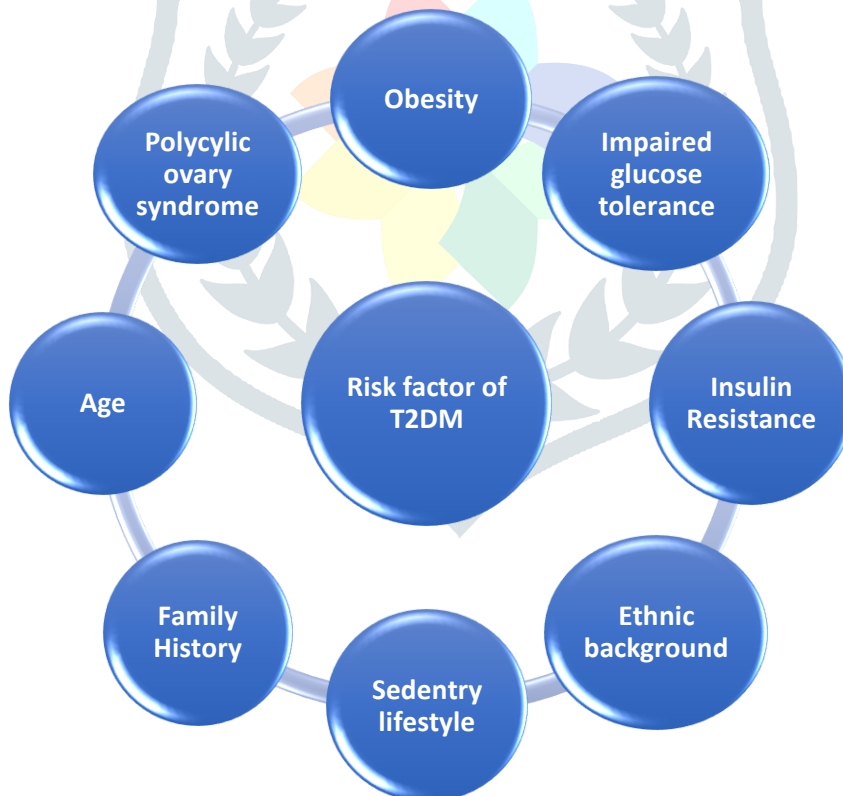 Obesity
Impaired
glucose
tolerance
Insulin
Resistance
Ethnic
background
Sedentry
lifestyle
Family
History
Age
Polycylic
ovary
syndrome
Risk factor of
T2DM